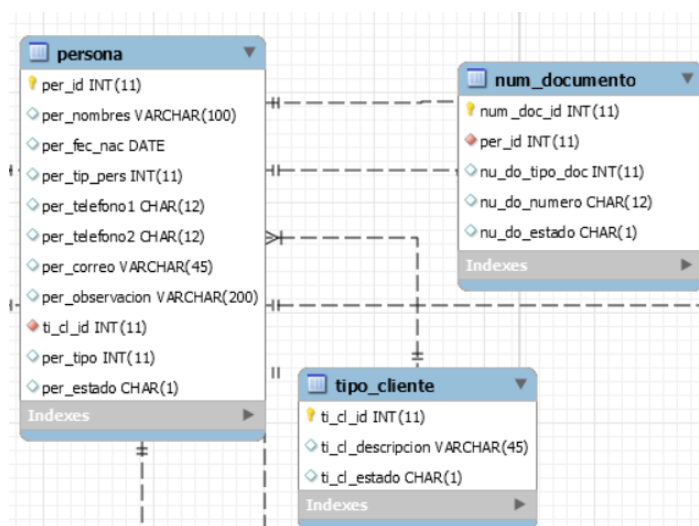 persona
per_id INT(11)
per_nombres VARCHAR(100)
per_fec_nac DATE
per_tip_pers INT(11)
per_telefono1 CHAR(12)
per_telefono2 CHAR(12)
per_correo VARCHAR(45)
per_observacion VARCHAR(200)
ti_cl_id INT(11)
per_tipo INT(11)
per_estado CHAR(1)
Indexes
num_documento
num_doc_id INT(11)
per_id INT(11)
nu_do_tipo_doc INT(11)
nu_do_numero CHAR(12)
nu_do_estado CHAR(1)
Indexes
tipo_cliente
ti_cl_id INT(11)
ti_cl_descripcion VARCHAR(45)
ti_cl_estado CHAR(1)
Indexes